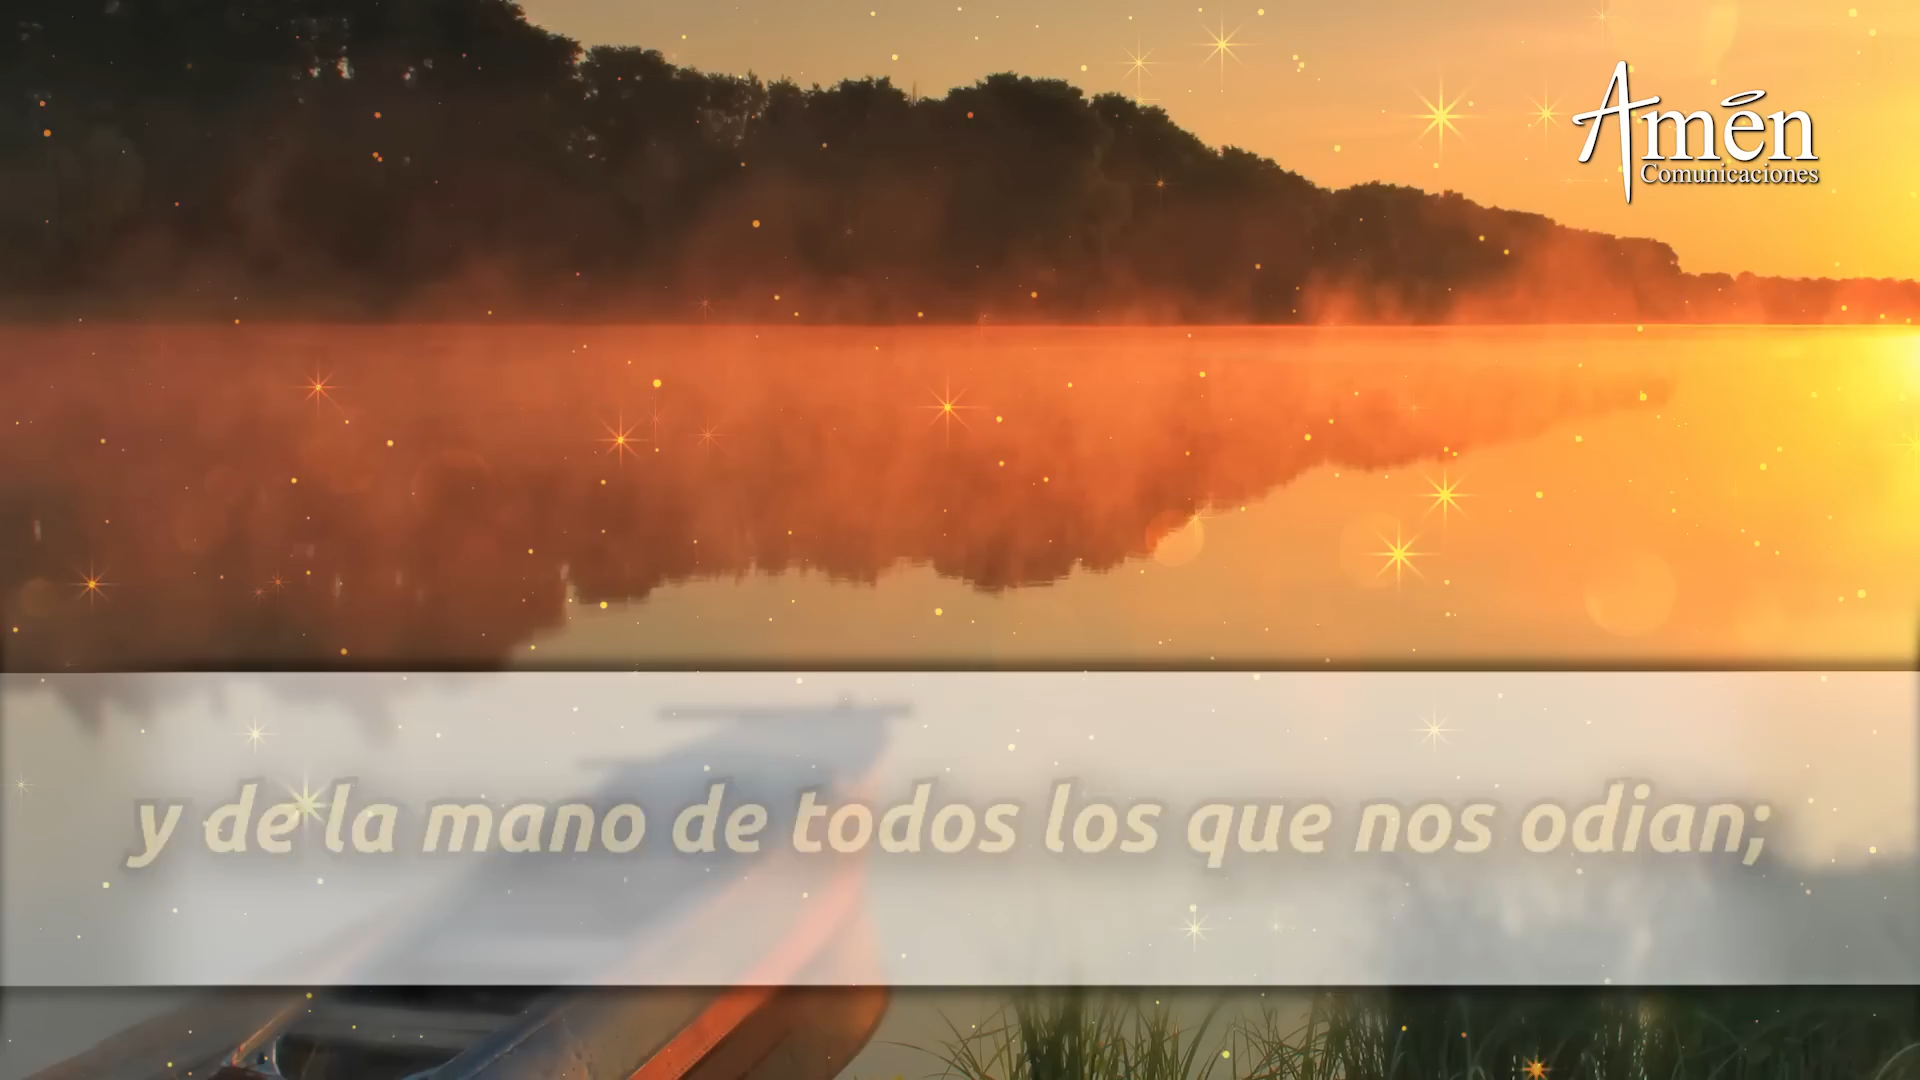 Amén
Comunicaciones
y de la mano de todos los que nos odian;